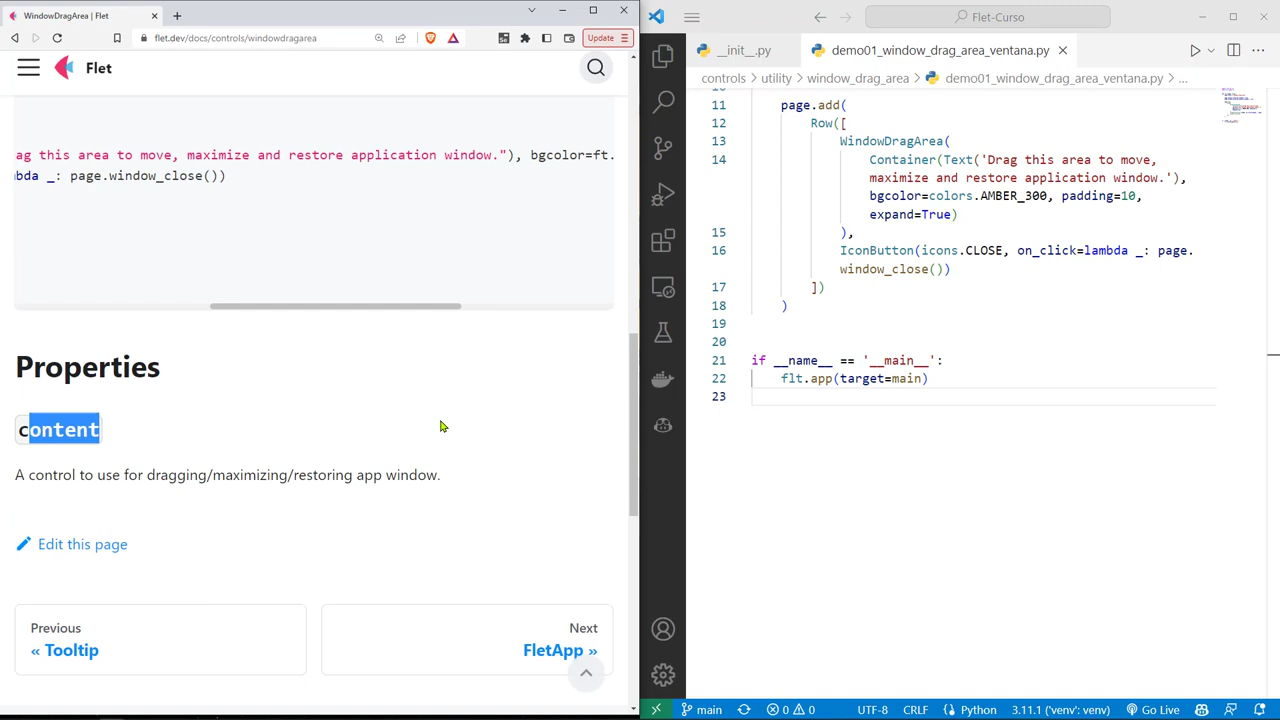 WindowDragArea | Flet
flet.dev/docs/controls/windowdragarea
Update
Flet
ag this area to move, maximize and restore application window."), bgcolor=ft.
lambda _: page.window_close())
Properties
content
A control to use for dragging/maximizing/restoring app window.
Edit this page
Previous
« Tooltip
Next
FletApp »
Flet-Curso
__init__.py
demo01_window_drag_area_ventana.py
controls > utility > window_drag_area > demo01_window_drag_area_ventana.py > ...
11 page.add(
12 Row([
13 WindowDragArea(
14 Container(Text('Drag this area to move,
maximize and restore application window.'),
bgcolor=colors.AMBER_300, padding=10,
expand=True)
15 ),
16 IconButton(icons.CLOSE, on_click=lambda _: page.
window_close())
17 ])
18 )
19
20
21 if __name__ == '__main__':
22 flt.app(target=main)
23
main
0 0
UTF-8
CRLF
Python
3.11.1 ('venv': venv)
Go Live